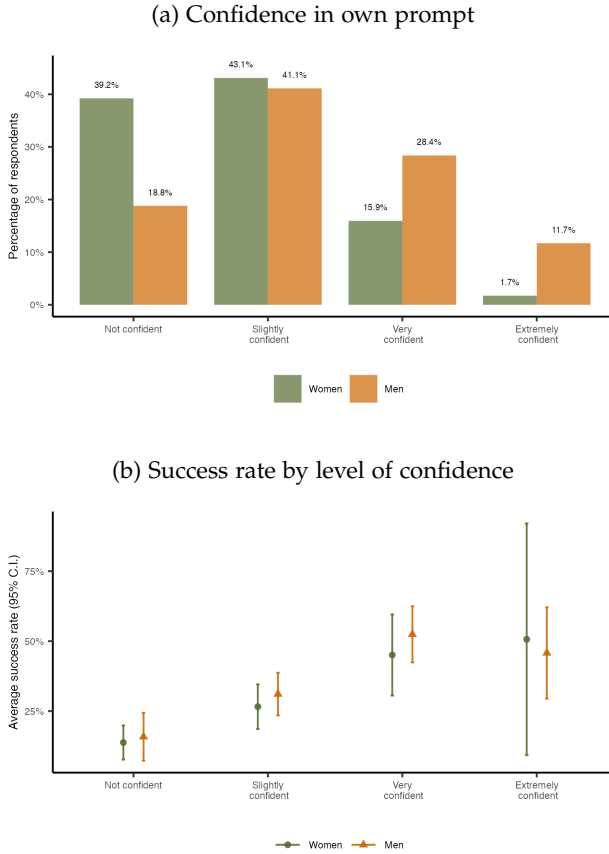 (a) Confidence in own prompt
Percentage of respondents
40%
30%
20%
10%
0%
39.2%
18.8%
43.1%
41.1%
15.9%
28.4%
1.7%
11.7%
Not confident
Slightly
confident
Very
confident
Extremely
confident
Women
Men
(b) Success rate by level of confidence
Average success rate (95% C.I.)
75%
50%
25%
Not confident
Slightly
confident
Very
confident
Extremely
confident
Women
Men